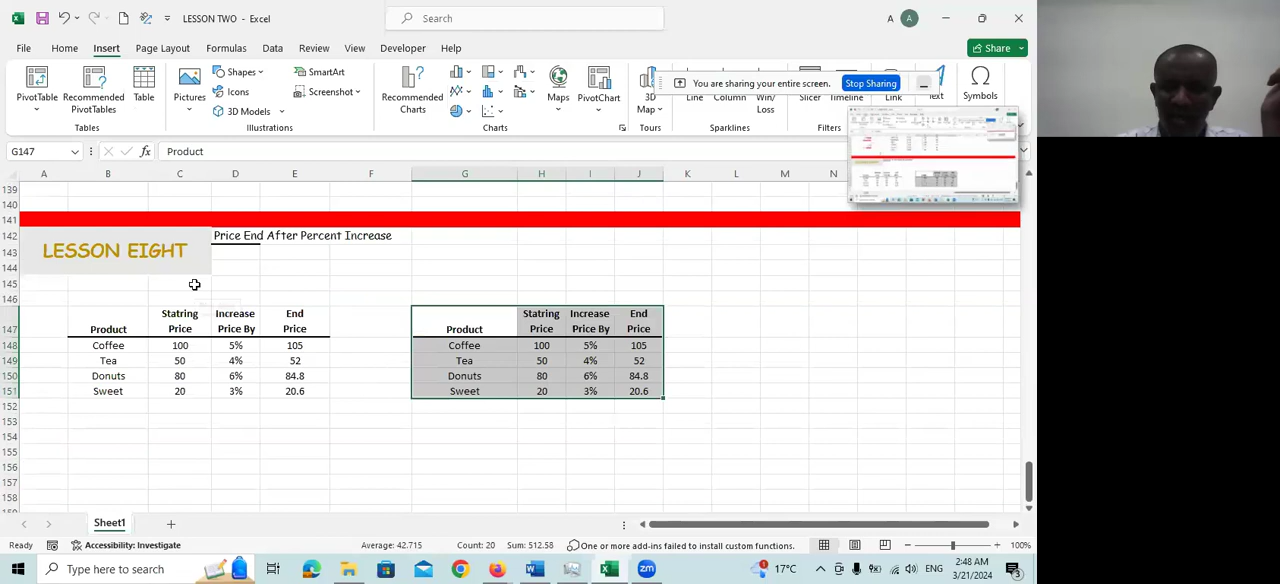 LESSON TWO - Excel
Search
A
A
File Home Insert Page Layout Formulas Data Review View Developer Help
Share
PivotTable
Recommended PivotTables
Table
Pictures
Shapes
Icons
3D Models
SmartArt
Screenshot
Recommended Charts
Maps
PivotChart
3D Map
Line
Column
Win/ Loss
Slicer
Timeline
Link
Text
Symbols
You are sharing your entire screen. Stop Sharing
Tables Illustrations Charts Tours Sparklines Filters
G147 fx Product
A B C D E F G H I J K L M N
139
140
141
142 Price End After Percent Increase
LESSON EIGHT
143
144
145
146
Statring Increase End Statring Increase End
147 Product Price Price By Price Product Price Price By Price
148 Coffee 100 5% 105 Coffee 100 5% 105
149 Tea 50 4% 52 Tea 50 4% 52
150 Donuts 80 6% 84.8 Donuts 80 6% 84.8
151 Sweet 20 3% 20.6 Sweet 20 3% 20.6
152
153
154
155
156
157
158
Sheet1
Ready Accessibility: Investigate Average: 42.715 Count: 20 Sum: 512.58 One or more add-ins failed to install custom functions. 100%
Type here to search 17°C ENG 2:48 AM
3/21/2024